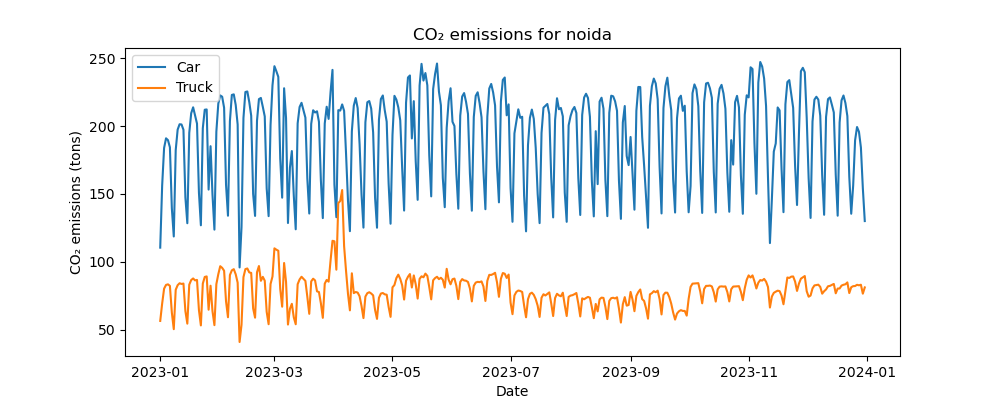 CO₂ emissions for noida
Car
Truck
CO₂ emissions (tons)
250
200
150
100
50
2023-01
2023-03
2023-05
2023-07
2023-09
2023-11
2024-01
Date